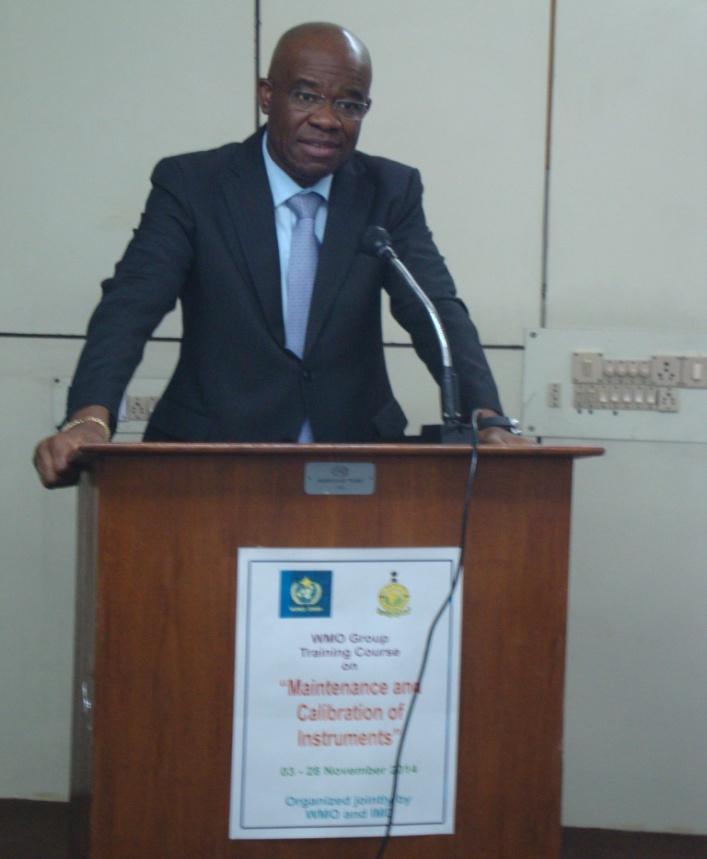 WMO Group
Training Course
on
"Maintenance and
Calibration of
Instruments"
03 - 28 November 2014
Organized jointly by
WMO and IMD